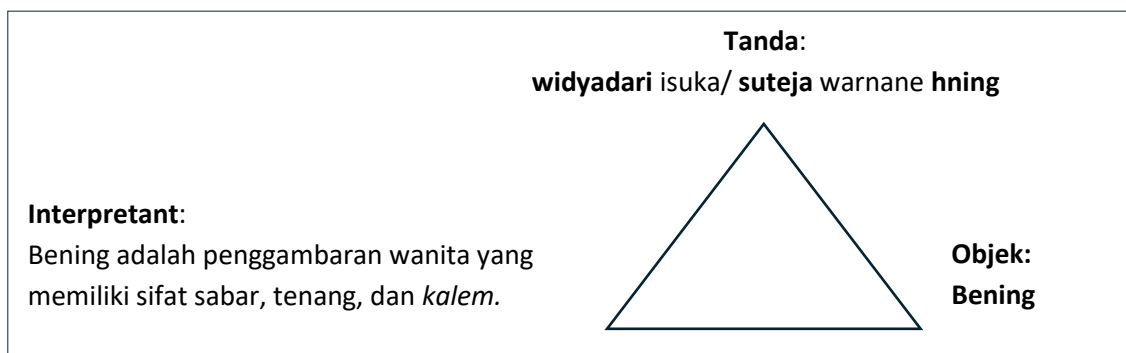 Tanda:
widyadari isuka/ suteja warnane hning
Interpretant:
Bening adalah penggambaran wanita yang
memiliki sifat sabar, tenang, dan kalem.
Objek:
Bening